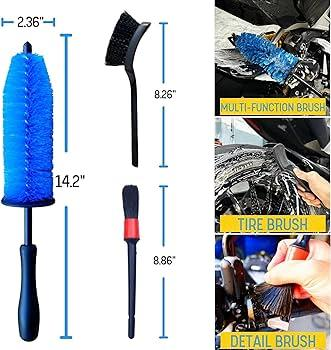 2.36"
14.2"
8.26"
8.86"
MULTI-FUNCTION BRUSH
TIRE BRUSH
DETAIL BRUSH